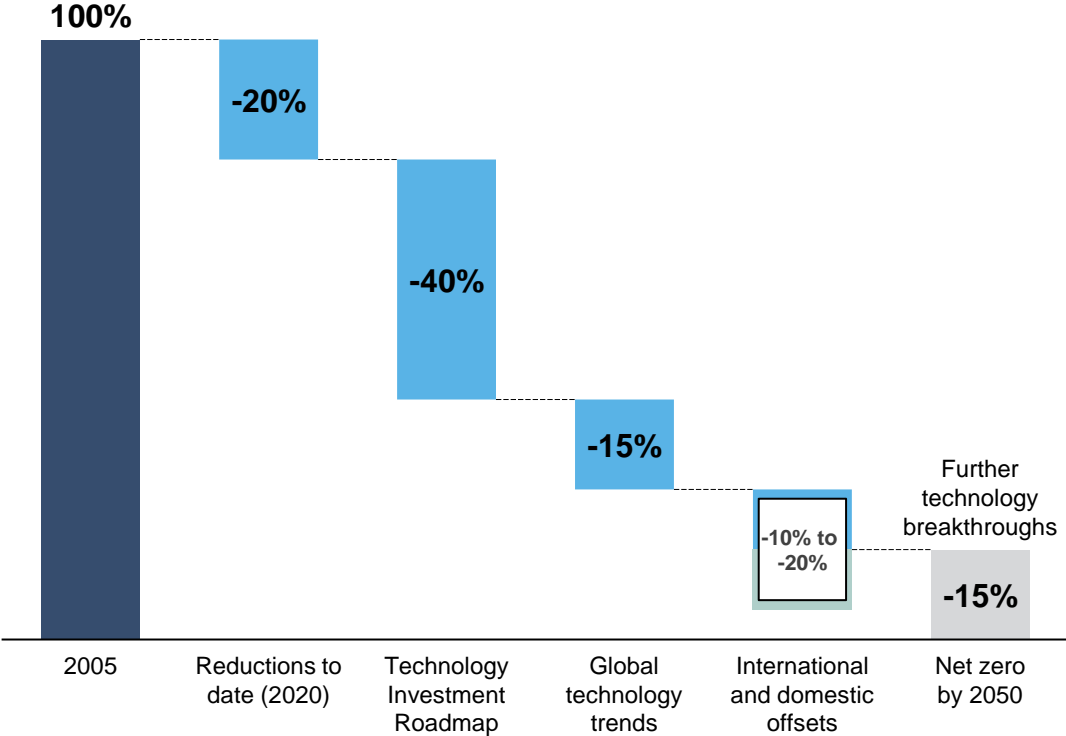 100%
-20%
-40%
-15%
-10% to
-20%
Further
technology
breakthroughs
-15%
2005
Reductions to
date (2020)
Technology
Investment
Roadmap
Global
technology
trends
International
and domestic
offsets
Net zero
by 2050